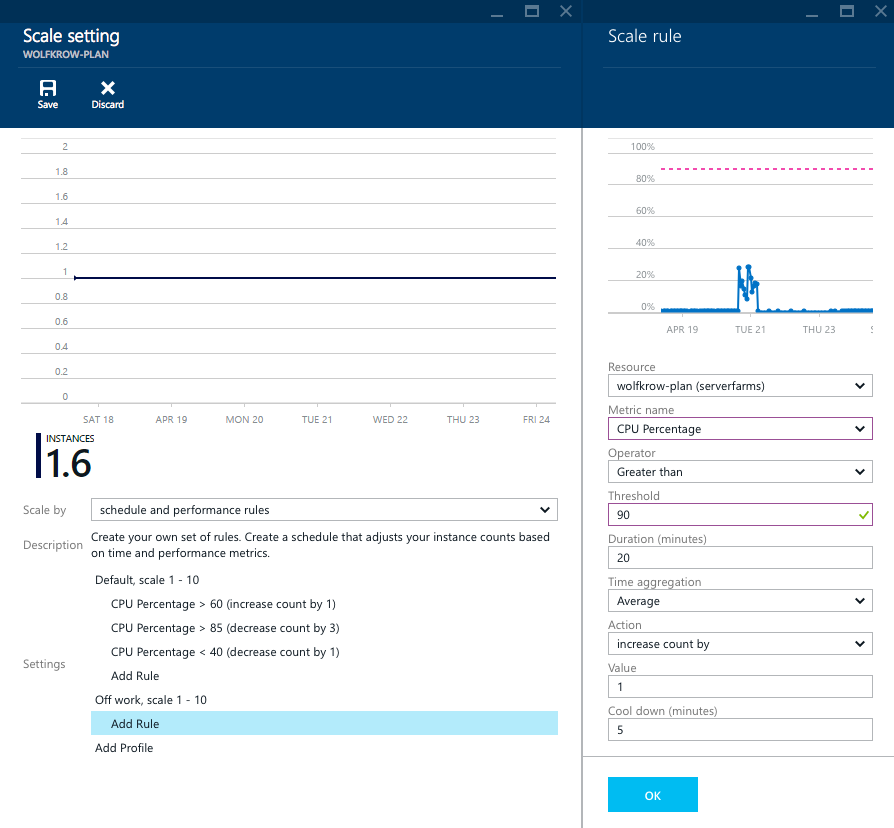 Scale setting
WOLFKROW-PLAN
Save
Discard
2
1.8
1.6
1.4
1.2
1
0.8
0.6
0.4
0.2
0
SAT 18
APR 19
MON 20
TUE 21
WED 22
THU 23
FRI 24
INSTANCES
1.6
Scale by
schedule and performance rules
Description
Create your own set of rules. Create a schedule that adjusts your instance counts based
on time and performance metrics.
Settings
Default, scale 1 - 10
CPU Percentage > 60 (increase count by 1)
CPU Percentage > 85 (decrease count by 3)
CPU Percentage < 40 (decrease count by 1)
Add Rule
Off work, scale 1 - 10
Add Rule
Add Profile
Scale rule
100%
80%
60%
40%
20%
0%
APR 19
TUE 21
THU 23
Resource
wolfkrow-plan (serverfarms)
Metric name
CPU Percentage
Operator
Greater than
Threshold
90
Duration (minutes)
20
Time aggregation
Average
Action
increase count by
Value
1
Cool down (minutes)
5
OK